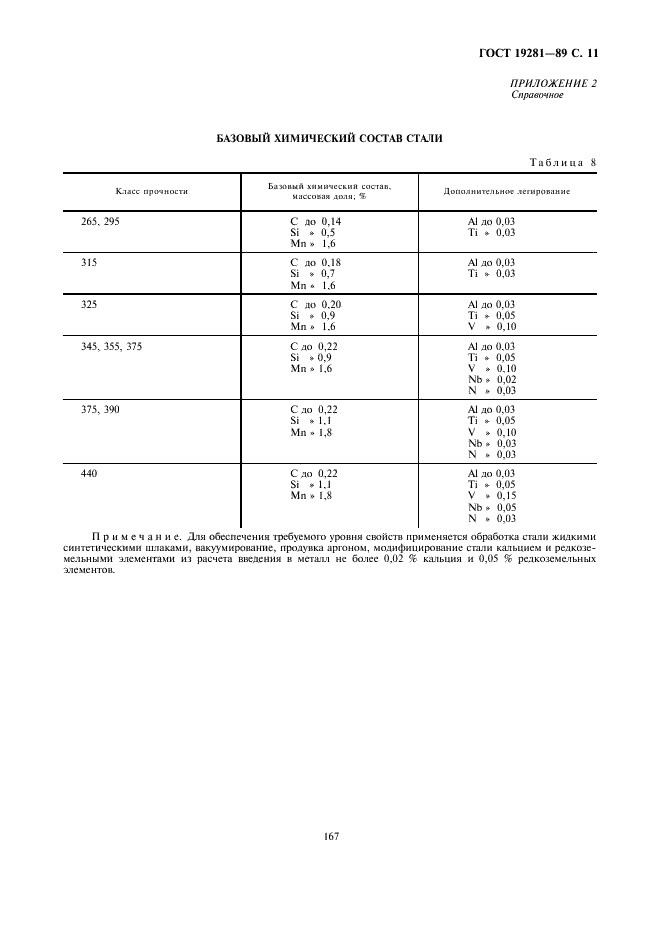 ГОСТ 19281—89 С. 11
ПРИЛОЖЕНИЕ 2
Справочное
БАЗОВЫЙ ХИМИЧЕСКИЙ СОСТАВ СТАЛИ
Таблица 8
Класс прочности
Базовый химический состав,
массовая доля; %
Дополнительное легирование
265, 295
С до 0,14
Si » 0,5
Mn » 1,6
Al до 0,03
Ti » 0,03
315
С до 0,18
Si » 0,7
Mn » 1,6
Al до 0,03
Ti » 0,03
325
С до 0,20
Si » 0,9
Mn » 1,6
Al до 0,03
Ti » 0,05
V » 0,10
345, 355, 375
С до 0,22
Si » 0,9
Mn » 1,6
Al до 0,03
Ti » 0,05
V » 0,10
Nb » 0,02
N » 0,03
375, 390
С до 0,22
Si » 1,1
Mn » 1,8
Al до 0,03
Ti » 0,05
V » 0,10
Nb » 0,03
N » 0,03
440
С до 0,22
Si » 1,1
Mn » 1,8
Al до 0,03
Ti » 0,05
V » 0,15
Nb » 0,05
N » 0,03
Примечание. Для обеспечения требуемого уровня свойств применяется обработка стали жидкими
синтетическими шлаками, вакуумирование, продувка аргоном, модифицирование стали кальцием и редкозе-
мельными элементами из расчета введения в металл не более 0,02 % кальция и 0,05 % редкоземельных
элементов.
167